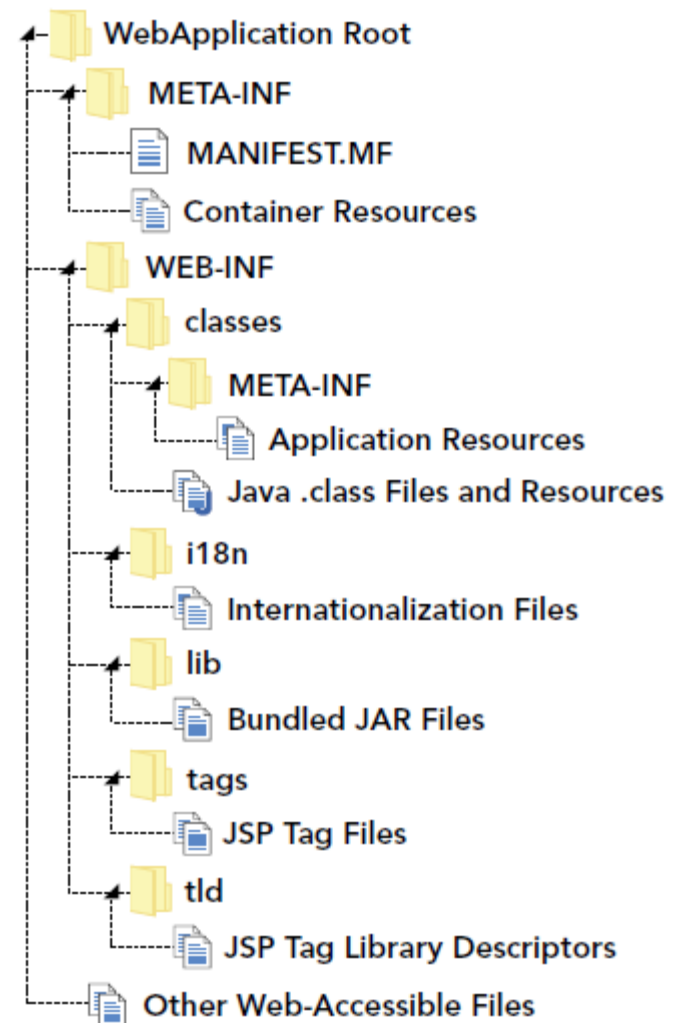 WebApplication Root
META-INF
MANIFEST.MF
Container Resources
WEB-INF
classes
META-INF
Application Resources
Java .class Files and Resources
i18n
Internationalization Files
lib
Bundled JAR Files
tags
JSP Tag Files
tld
JSP Tag Library Descriptors
Other Web-Accessible Files